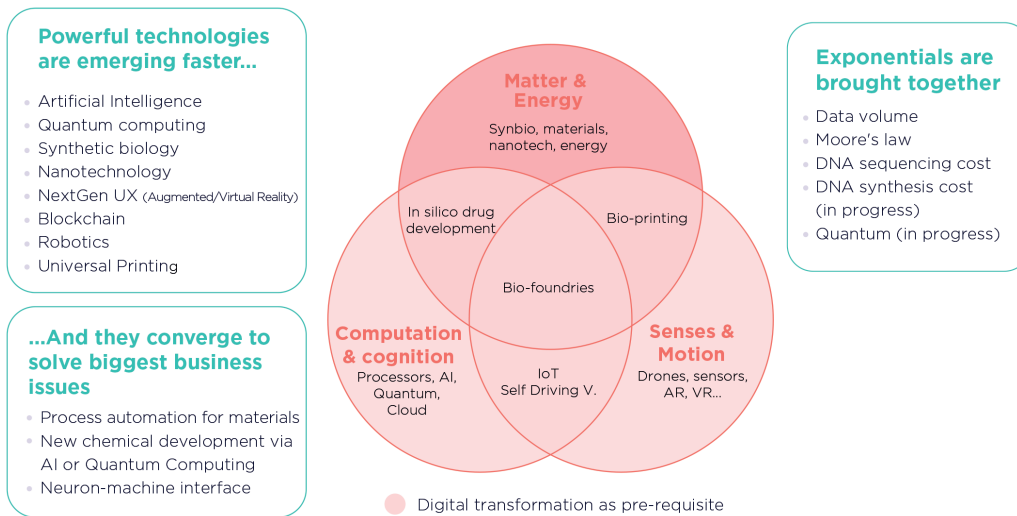 Powerful technologies
are emerging faster...
Artificial Intelligence
Quantum computing
Synthetic biology
Nanotechnology
NextGen UX (Augmented/Virtual Reality)
Blockchain
Robotics
Universal Printing
...And they converge to
solve biggest business
issues
Process automation for materials
New chemical development via
AI or Quantum Computing
Neuron-machine interface
Matter &
Energy
Synbio, materials,
nanotech, energy
In silico drug
development
Bio-printing
Bio-foundries
Computation
& cognition
Processors, AI,
Quantum,
Cloud
IoT
Self Driving V.
Senses &
Motion
Drones, sensors,
AR, VR...
Digital transformation as pre-requisite
Exponentials are
brought together
Data volume
Moore's law
DNA sequencing cost
DNA synthesis cost
(in progress)
Quantum (in progress)